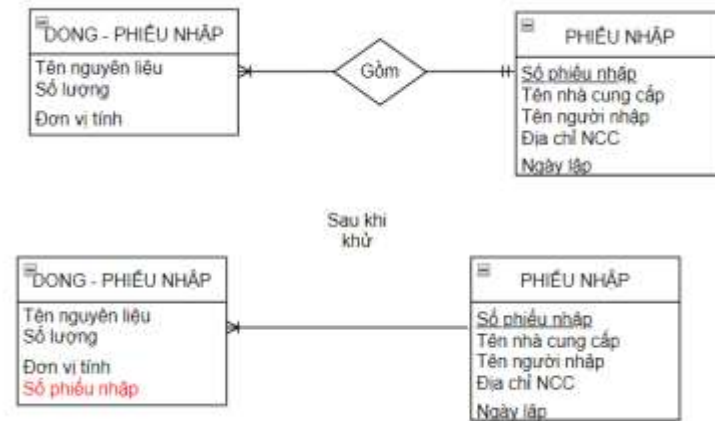 DONG - PHIẾU NHẬP
Tên nguyên liệu
Số lượng
Đơn vị tính
Gồm
PHIẾU NHẬP
Số phiếu nhập
Tên nhà cung cấp
Tên người nhập
Địa chỉ NCC
Ngày lập
Sau khi
khử
DONG - PHIẾU NHẬP
Tên nguyên liệu
Số lượng
Đơn vị tính
Số phiếu nhập
PHIẾU NHẬP
Số phiếu nhập
Tên nhà cung cấp
Tên người nhập
Địa chỉ NCC
Ngày lập